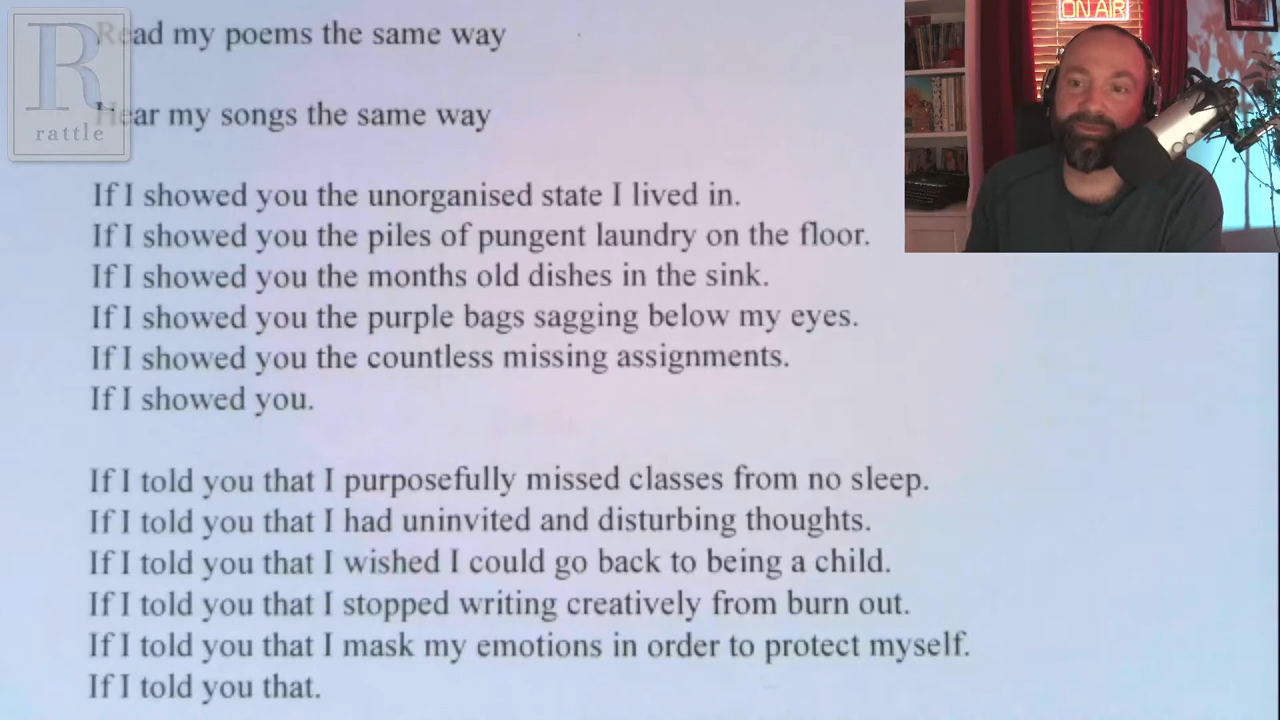 Read my poems the same way
Hear my songs the same way
If I showed you the unorganised state I lived in.
If I showed you the piles of pungent laundry on the floor.
If I showed you the months old dishes in the sink.
If I showed you the purple bags sagging below my eyes.
If I showed you the countless missing assignments.
If I showed you.
If I told you that I purposefully missed classes from no sleep.
If I told you that I had uninvited and disturbing thoughts.
If I told you that I wished I could go back to being a child.
If I told you that I stopped writing creatively from burn out.
If I told you that I mask my emotions in order to protect myself.
If I told you that.
R
rattle
ON AIR